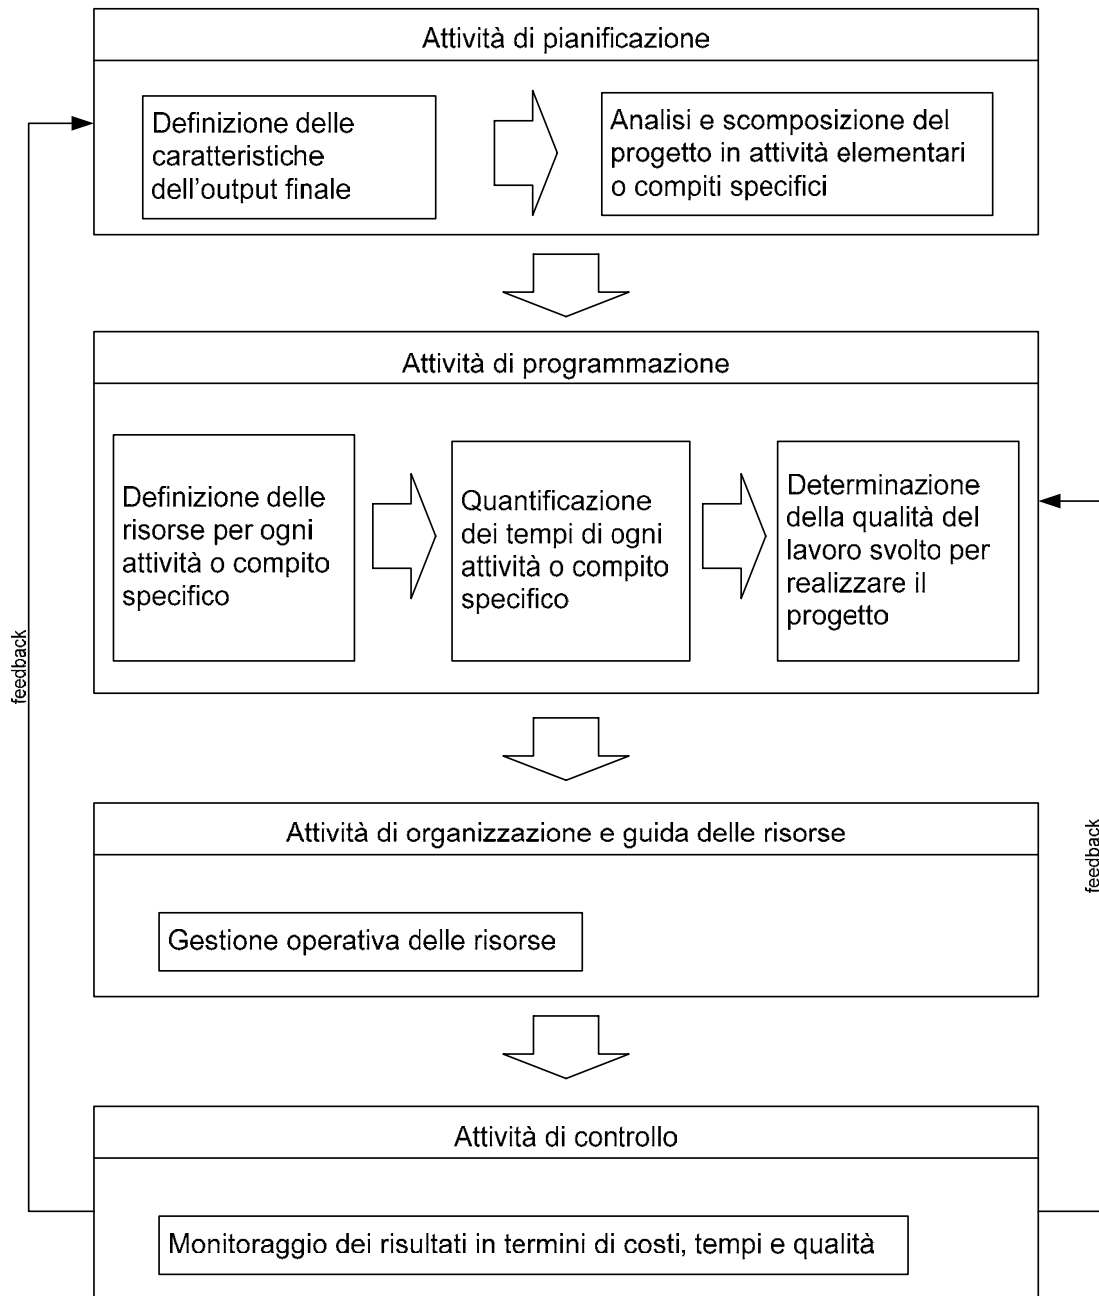 Attività di pianificazione
Definizione delle
caratteristiche
dell'output finale
Analisi e scomposizione del
progetto in attività elementari
o compiti specifici
Attività di programmazione
Definizione delle
risorse per ogni
attività o compito
specifico
Quantificazione
dei tempi di ogni
attività o compito
specifico
Determinazione
della qualità del
lavoro svolto per
realizzare il
progetto
feedback
Attività di organizzazione e guida delle risorse
Gestione operativa delle risorse
feedback
Attività di controllo
Monitoraggio dei risultati in termini di costi, tempi e qualità